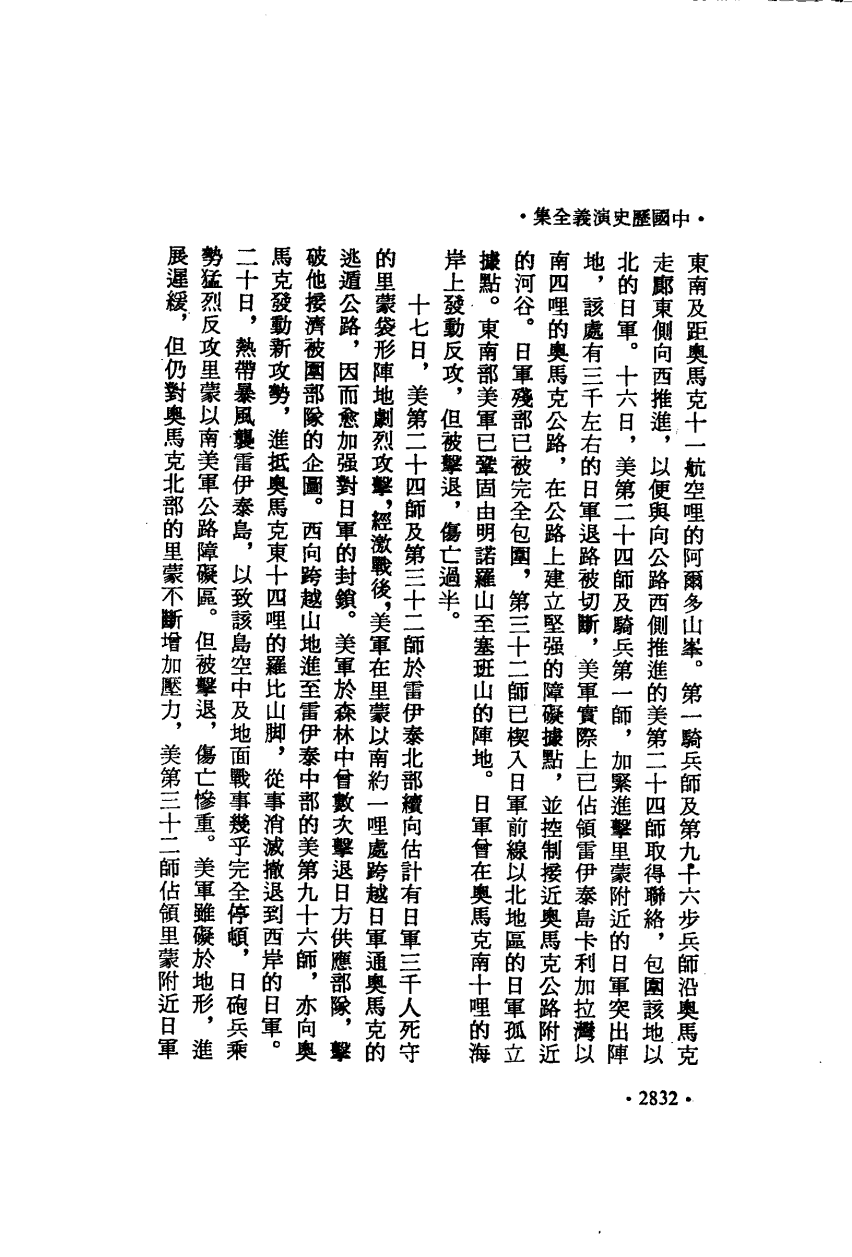 •中國歷史演義全集•
東南及距奧馬克十一航空哩的阿爾多山峯。第一騎兵師及第九十六步兵師沿奧馬克
走廊東側向西推進，以便與向公路西側推進的美第二十四師取得聯絡，包圍該地以
北的日軍。十六日，美第二十四師及騎兵第一師，加緊進擊里蒙附近的日軍突出陣
地，該處有三千左右的日軍退路被切斷，美軍實際上已佔領雷伊泰島卡利加拉灣以
南四哩的奧馬克公路，在公路上建立堅强的障礙據點，並控制接近奧馬克公路附近
的河谷。日軍殘部已被完全包圍，第三十二師已楔入日軍前線以北地區的日軍孤立
據點。東南部美軍已鞏固由明諾羅山至塞班山的陣地。日軍曾在奧馬克南十哩的海
岸上發動反攻，但被擊退，傷亡過半。
十七日，美第二十四師及第三十二師於雷伊泰北部續向估計有日軍三千人死守
的里蒙袋形陣地劇烈攻擊，經激戰後，美軍在里蒙以南約一哩處跨越日軍通奧馬克的
逃遁公路，因而愈加强對日軍的封鎖。美軍於森林中曾數次擊退日方供應部隊，擊
破他接濟被圍部隊的企圖。西向跨越山地進至雷伊泰中部的美第九十六師，亦向奧
馬克發動新攻勢，進抵奧馬克東十四哩的羅比山脚，從事消滅撤退到西岸的日軍。
二十日，熱帶暴風襲雷伊泰島，以致該島空中及地面戰事幾乎完全停頓，日砲兵乘
勢猛烈反攻里蒙以南美軍公路障礙區。但被擊退，傷亡慘重。美軍雖礙於地形，進
展遲緩，但仍對奧馬克北部的里蒙不斷增加壓力，美第三十二師佔領里蒙附近日軍
•2832•